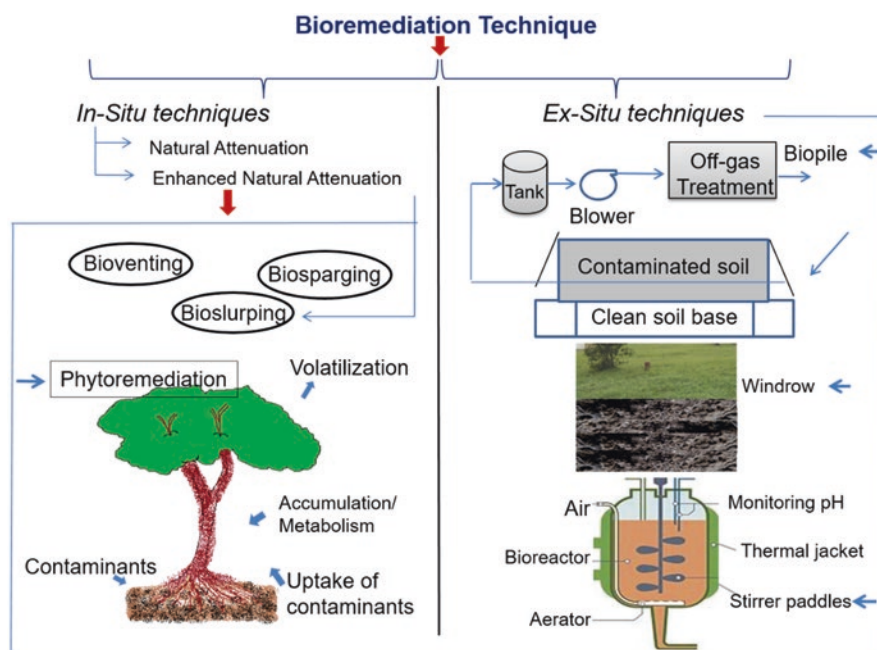 Bioremediation Technique
In-Situ techniques
Natural Attenuation
Enhanced Natural Attenuation
Bioventing
Biosparging
Bioslurping
Phytoremediation
Volatilization
Accumulation/
Metabolism
Contaminants
Uptake of
contaminants
Ex-Situ techniques
Tank
Blower
Off-gas
Treatment
Biopile
Contaminated soil
Clean soil base
Windrow
Air
Monitoring pH
Bioreactor
Thermal jacket
Stirrer paddles
Aerator